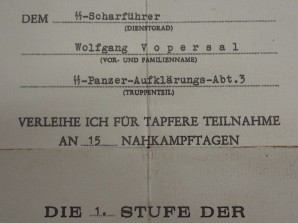 DEM ᛋᛋ-Scharführer
(DIENSTGRAD)
Wolfgang Vopersal
(VOR- UND FAMILIENNAME)
ᛋᛋ-Panzer-Aufklärungs-Abt.3
(TRUPPENTEIL)
VERLEIHE ICH FÜR TAPFERE TEILNAHME
AN 15 NAHKAMPFTAGEN
DIE 1. STUFE DER